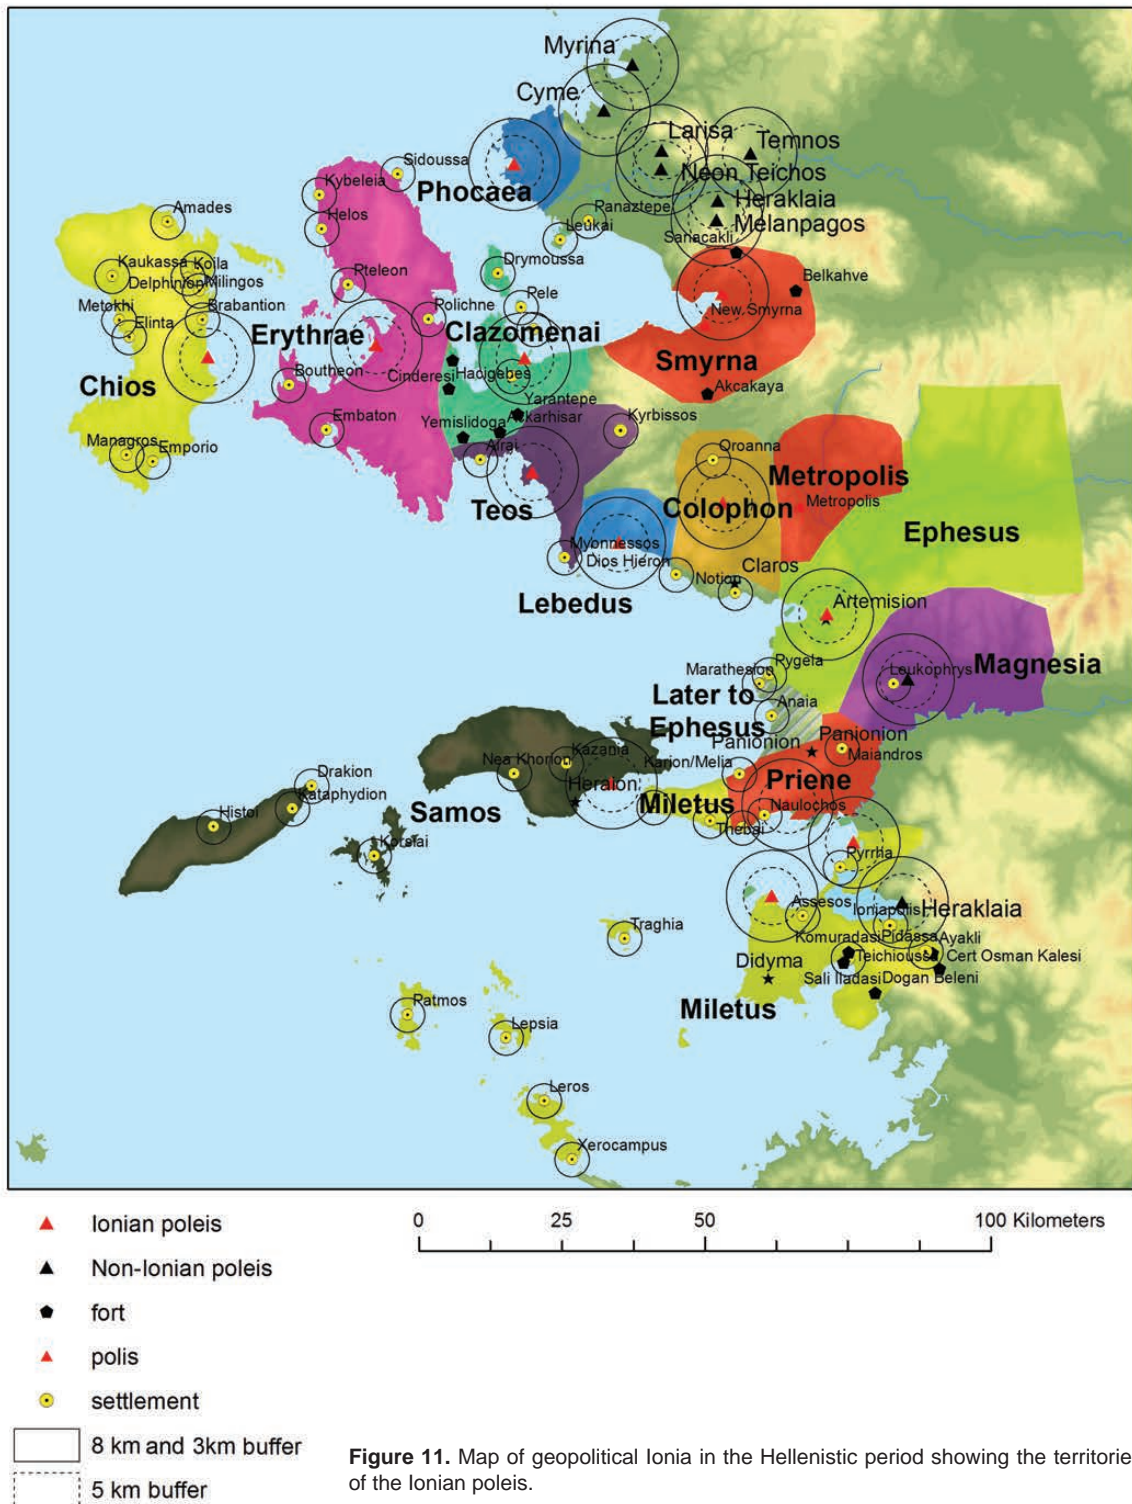 Myrina
Cyme
Larisa
Temnos
Neon Teichos
Sidoussa
Phocaea
Kybeleia
Heraklaia
Panaztepe
Melanpagos
Amades
Helos
Leukai
Sanacakli
Kaukassa
Koila
Drymoussa
Belkahve
Delphinion
Milingos
Pteleon
Pele
Metokhi
Brabantion
Polichne
New Smyrna
Elinta
Erythrae
Clazomenai
Smyrna
Chios
Boutheon
Cinderesi
Hacigebes
Akcakaya
Yarantepe
Embaton
Yemislidoga
Kyrbissos
Managros
Emporio
Airai
Oroanna
Metropolis
Teos
Colophon
Metropolis
Ephesus
Myonnessos
Dios Hieron
Claros
Notion
Lebedus
Artemision
Pygela
Marathesion
Leukophrys
Magnesia
Later to
Ephesus
Anaia
Panionion
Panionion
Kazania
Maiandros
Nea Khorion
Karion/Melia
Drakion
Heraion
Priene
Kataphydion
Samos
Miletus
Naulochos
Histoi
Thebai
Korsiai
Pyrrha
Assesos
Ioniapolis
Heraklaia
Traghia
Komuradasi
Pidassa
Ayakli
Didyma
Teichioussa
Cert Osman Kalesi
Sali Iladasi
Dogan Beleni
Patmos
Miletus
Lepsia
Leros
Xerocampus
Ionian poleis
0 25 50 100 Kilometers
Non-Ionian poleis
fort
polis
settlement
8 km and 3km buffer
5 km buffer
Figure 11. Map of geopolitical Ionia in the Hellenistic period showing the territorie
of the Ionian poleis.